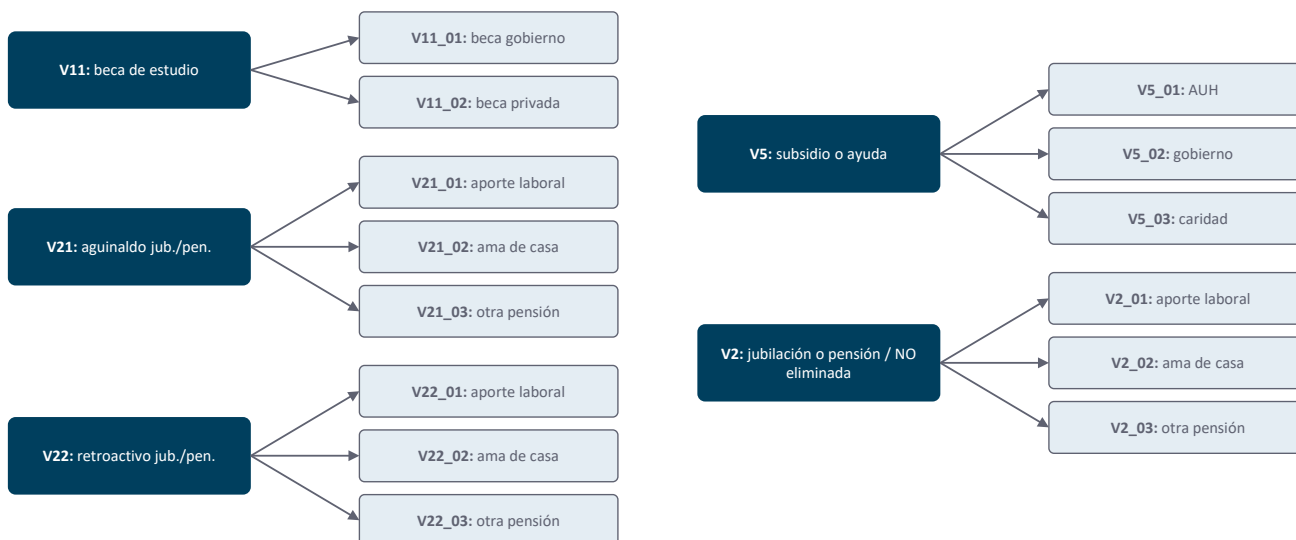 V11: beca de estudio
V11_01: beca gobierno
V11_02: beca privada
V21: aguinaldo jub./pen.
V21_01: aporte laboral
V21_02: ama de casa
V21_03: otra pensión
V22: retroactivo jub./pen.
V22_01: aporte laboral
V22_02: ama de casa
V22_03: otra pensión
V5: subsidio o ayuda
V5_01: AUH
V5_02: gobierno
V5_03: caridad
V2: jubilación o pensión / NO
eliminada
V2_01: aporte laboral
V2_02: ama de casa
V2_03: otra pensión